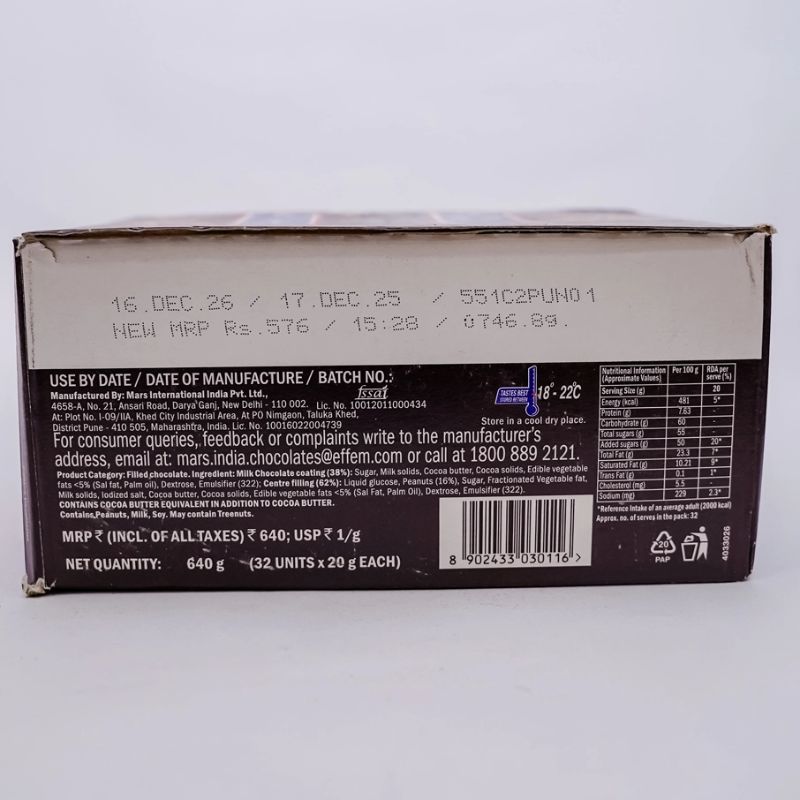 16.DEC.26 / 17.DEC.25 / 551C2PUN01
NEW MRP Rs.576 / 15:28 / 0746.89.
USE BY DATE / DATE OF MANUFACTURE / BATCH NO.:
Manufactured By: Mars International India Pvt. Ltd.,
fssai
4658-A, No. 21, Ansari Road, Darya Ganj, New Delhi - 110 002. Lic. No. 10012011000434
At: Plot No. I-09/IIA, Khed City Industrial Area, At PO Nimgaon, Taluka Khed,
District Pune - 410 505, Maharashtra, India. Lic. No. 10016022004739
TASTES BEST
STORED BETWEEN
18°-22°C
Store in a cool dry place.
For consumer queries, feedback or complaints write to the manufacturer's
address, email at: mars.india.chocolates@effem.com or call at 1800 889 2121.
Product Category: Filled chocolate. Ingredient: Milk Chocolate coating (38%): Sugar, Milk solids, Cocoa butter, Cocoa solids, Edible vegetable
fats <5% (Sal fat, Palm oil), Dextrose, Emulsifier (322); Centre filling (62%): Liquid glucose, Peanuts (16%), Sugar, Fractionated Vegetable fat,
Milk solids, Iodized salt, Cocoa butter, Cocoa solids, Edible vegetable fats <5% (Sal Fat, Palm Oil), Dextrose, Emulsifier (322).
CONTAINS COCOA BUTTER EQUIVALENT IN ADDITION TO COCOA BUTTER.
Contains Peanuts, Milk, Soy. May contain Treenuts.
MRP ₹ (INCL. OF ALL TAXES) ₹ 640; USP ₹ 1/g
NET QUANTITY: 640 g (32 UNITS x 20 g EACH)
8 902433 030116 >
Nutritional Information (Approximate Values) Per 100 g RDA per serve (%)
Serving Size (g) 20
Energy (kcal) 481 5*
Protein (g) 7.63 -
Carbohydrate (g) 60 -
Total sugars (g) 55 -
Added sugars (g) 50 20*
Total Fat (g) 23.3 7*
Saturated Fat (g) 10.21 9*
Trans Fat (g) 0.1 1*
Cholesterol (mg) 5.5 -
Sodium (mg) 229 2.3*
*Reference Intake of an average adult (2000 kcal)
Approx. no. of serves in the pack: 32
20
PAP
4033026